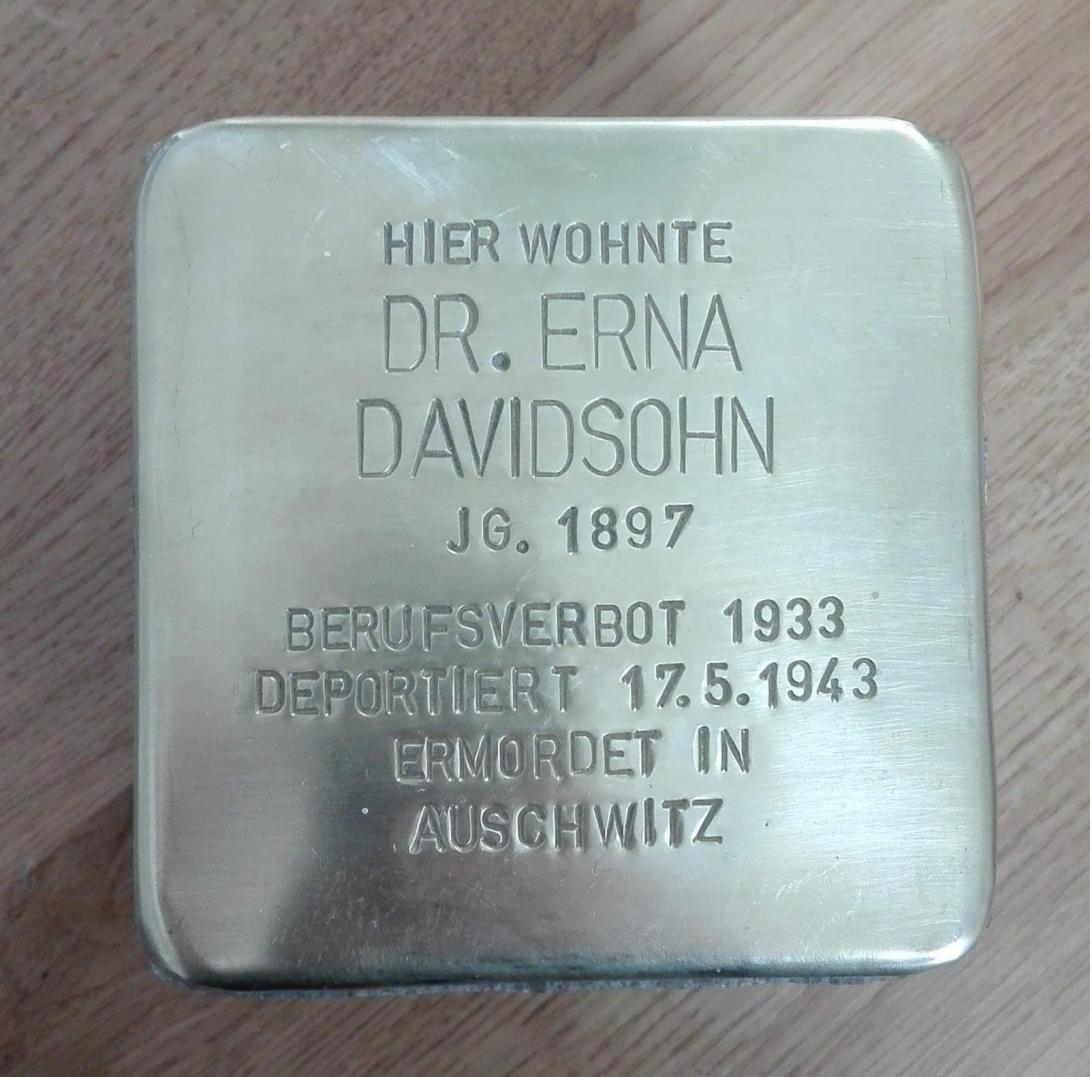 HIER WOHNTE
DR. ERNA
DAVIDSOHN
JG. 1897
BERUFSVERBOT 1933
DEPORTIERT 17.5.1943
ERMORDET IN
AUSCHWITZ